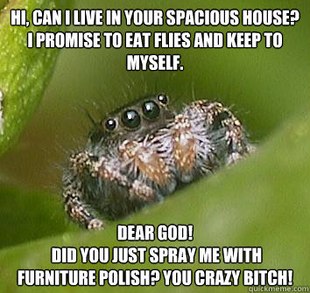 HI, CAN I LIVE IN YOUR SPACIOUS HOUSE?
I PROMISE TO EAT FLIES AND KEEP TO
MYSELF.
DEAR GOD!
DID YOU JUST SPRAY ME WITH
FURNITURE POLISH? YOU CRAZY BITCH!
quickmeme.com